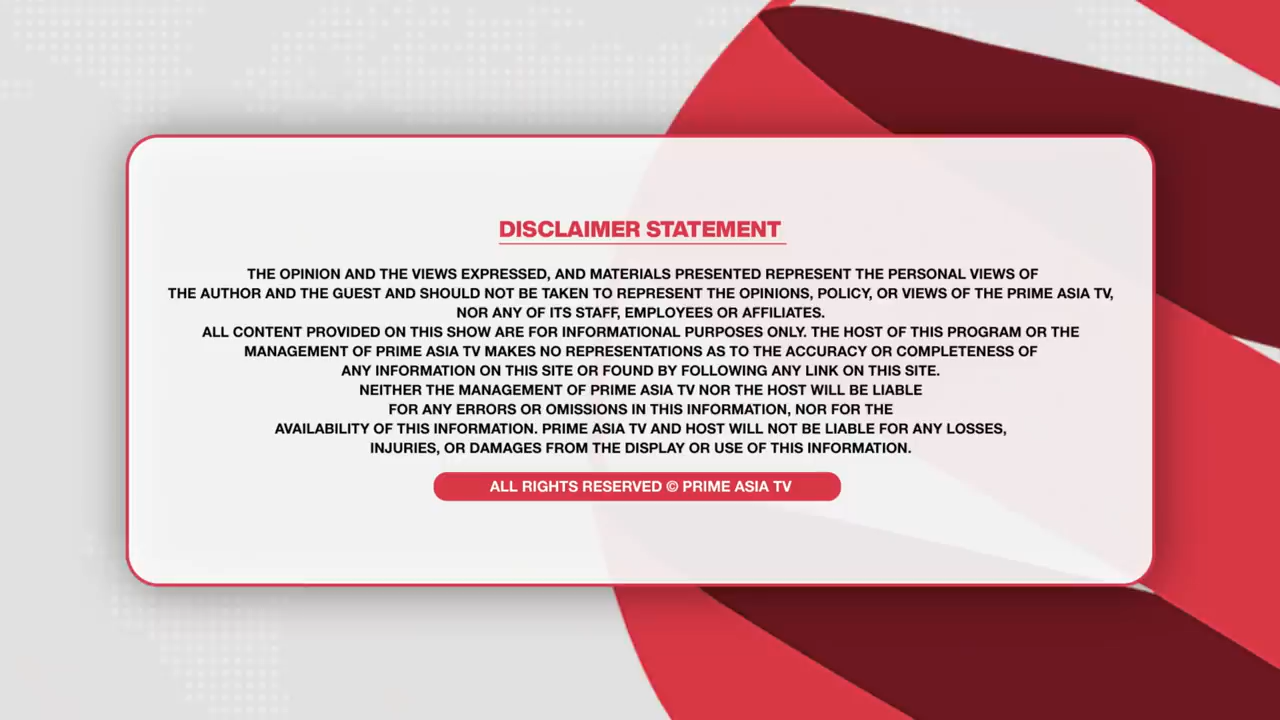 DISCLAIMER STATEMENT
THE OPINION AND THE VIEWS EXPRESSED, AND MATERIALS PRESENTED REPRESENT THE PERSONAL VIEWS OF
THE AUTHOR AND THE GUEST AND SHOULD NOT BE TAKEN TO REPRESENT THE OPINIONS, POLICY, OR VIEWS OF THE PRIME ASIA TV,
NOR ANY OF ITS STAFF, EMPLOYEES OR AFFILIATES.
ALL CONTENT PROVIDED ON THIS SHOW ARE FOR INFORMATIONAL PURPOSES ONLY. THE HOST OF THIS PROGRAM OR THE
MANAGEMENT OF PRIME ASIA TV MAKES NO REPRESENTATIONS AS TO THE ACCURACY OR COMPLETENESS OF
ANY INFORMATION ON THIS SITE OR FOUND BY FOLLOWING ANY LINK ON THIS SITE.
NEITHER THE MANAGEMENT OF PRIME ASIA TV NOR THE HOST WILL BE LIABLE
FOR ANY ERRORS OR OMISSIONS IN THIS INFORMATION, NOR FOR THE
AVAILABILITY OF THIS INFORMATION. PRIME ASIA TV AND HOST WILL NOT BE LIABLE FOR ANY LOSSES,
INJURIES, OR DAMAGES FROM THE DISPLAY OR USE OF THIS INFORMATION.
ALL RIGHTS RESERVED © PRIME ASIA TV